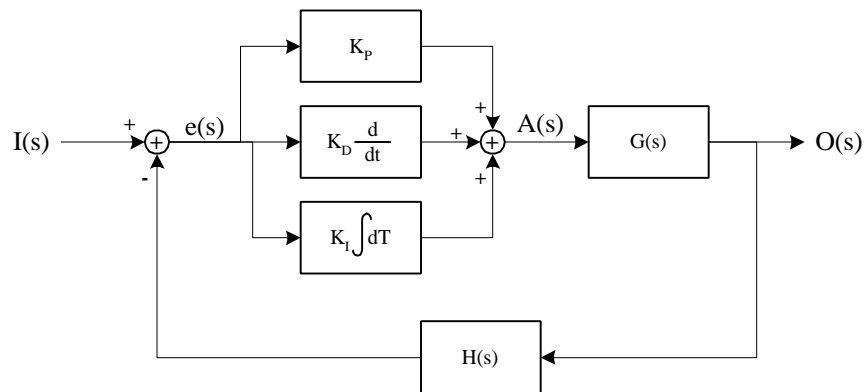 K_P
+
+
I(s)
e(s)
K_D d/dt
+
+
A(s)
G(s)
O(s)
-
+
K_I ∫dT
H(s)